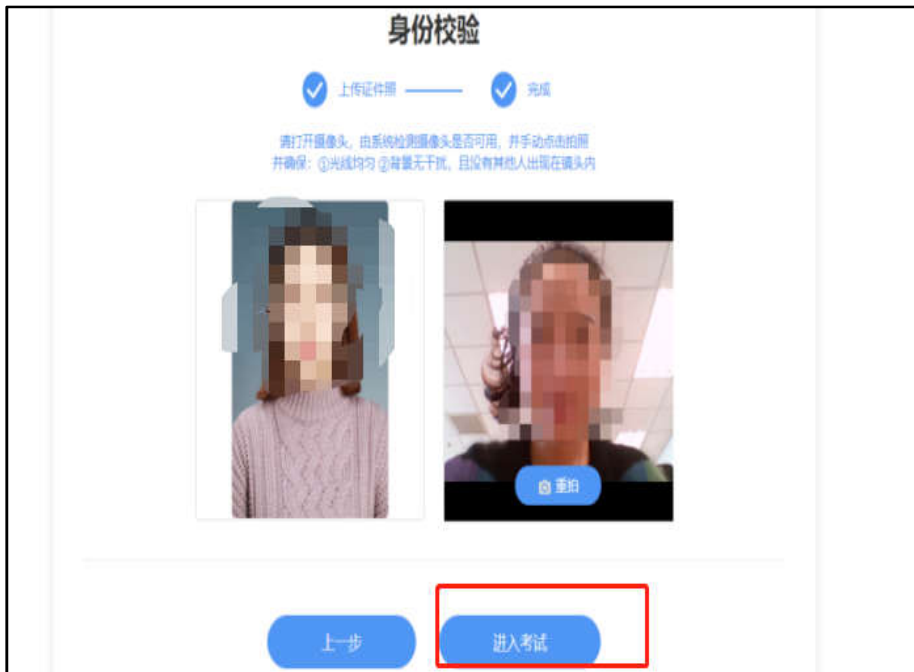 身份校验
上传证件照
完成
请打开摄像头，由系统检测摄像头是否可用，并手动点击拍照
并确保：①光线均匀 ②背景无干扰，且没有其他人出现在镜头内
重拍
上一步
进入考试